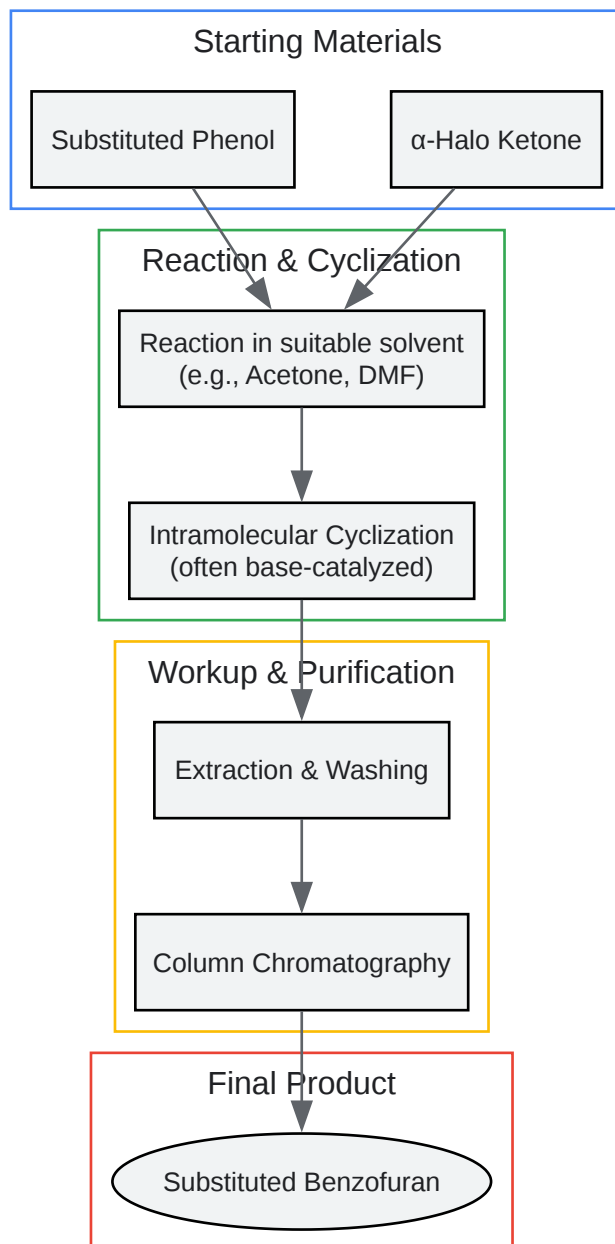 Starting Materials
Substituted Phenol
α-Halo Ketone
Reaction & Cyclization
Reaction in suitable solvent
(e.g., Acetone, DMF)
Intramolecular Cyclization
(often base-catalyzed)
Workup & Purification
Extraction & Washing
Column Chromatography
Final Product
Substituted Benzofuran